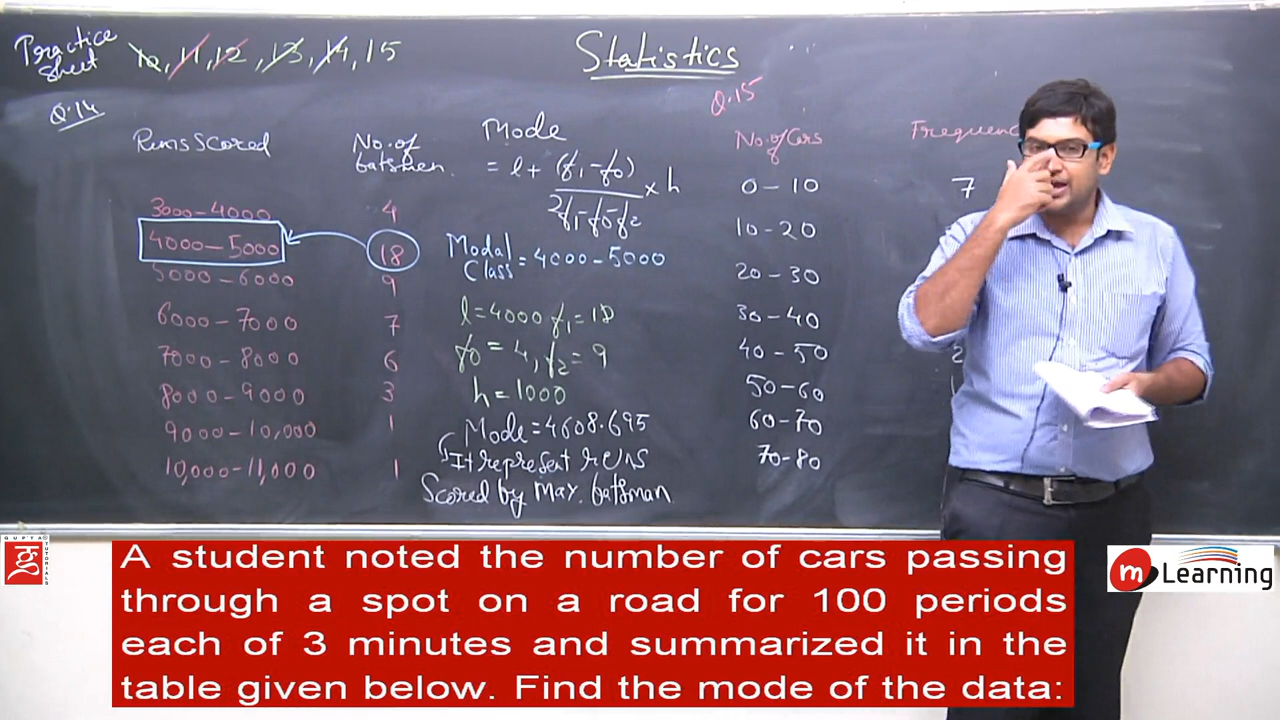 Practice Sheet 10, 11, 12, 13, 14, 15
Statistics
Q.14
Runs Scored
No. of batsmen.
3000-4000 4
4000-5000 18
5000-6000 9
6000-7000 7
7000-8000 6
8000-9000 3
9000-10,000 1
10,000-11,000 1
Mode
= l + (f1-f0)
2f1-f0-f2 × h
Modal Class = 4000-5000
l=4000 f1=18
f0=4, f2=9
h=1000
Mode=4608.695
It represent runs
Scored by Max. batsman
Q.15
No. of Cars
0-10 7
10-20
20-30
30-40
40-50 2
50-60
60-70
70-80
GUPTA TUTORIALS
A student noted the number of cars passing
through a spot on a road for 100 periods
each of 3 minutes and summarized it in the
table given below. Find the mode of the data:
m Learning